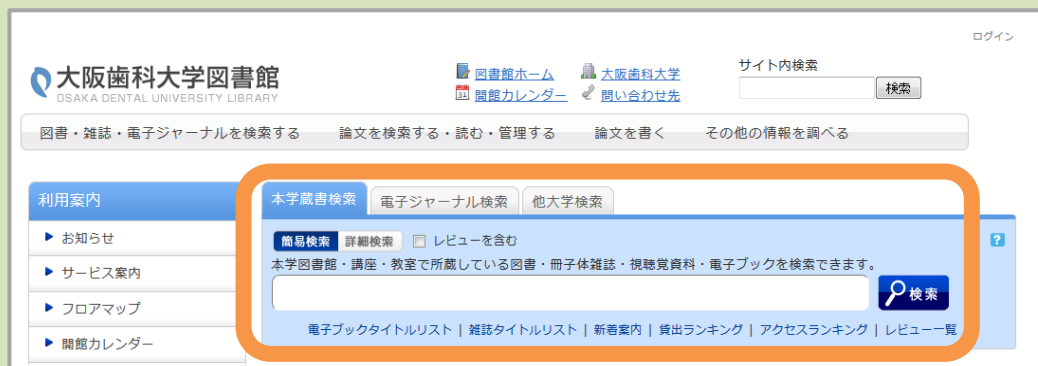 ログイン
大阪歯科大学図書館
OSAKA DENTAL UNIVERSITY LIBRARY
図書館ホーム 大阪歯科大学
31 開館カレンダー 問い合わせ先
サイト内検索
検索
図書・雑誌・電子ジャーナルを検索する 論文を検索する・読む・管理する 論文を書く その他の情報を調べる
利用案内
お知らせ
サービス案内
フロアマップ
開館カレンダー
本学蔵書検索 電子ジャーナル検索 他大学検索
簡易検索 詳細検索 レビューを含む
?
本学図書館・講座・教室で所蔵している図書・冊子体雑誌・視聴覚資料・電子ブックを検索できます。
検索
電子ブックタイトルリスト | 雑誌タイトルリスト | 新着案内 | 貸出ランキング | アクセスランキング | レビュー一覧